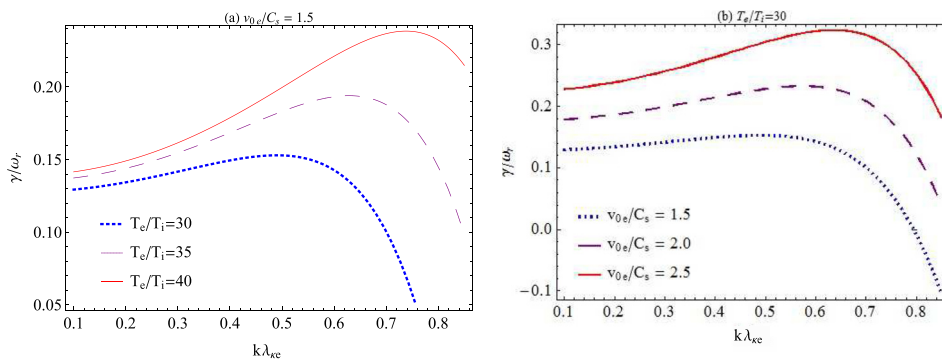 (a) v₀ₑ/Cₛ = 1.5
γ/ωᵣ
0.20
0.15
0.10
0.05
Tₑ/Tᵢ=30
Tₑ/Tᵢ=35
Tₑ/Tᵢ=40
0.1 0.2 0.3 0.4 0.5 0.6 0.7 0.8
kλκₑ
(b) Tₑ/Tᵢ=30
γ/ωᵣ
0.3
0.2
0.1
0.0
−0.1
v₀ₑ/Cₛ = 1.5
v₀ₑ/Cₛ = 2.0
v₀ₑ/Cₛ = 2.5
0.1 0.2 0.3 0.4 0.5 0.6 0.7 0.8
kλκₑ